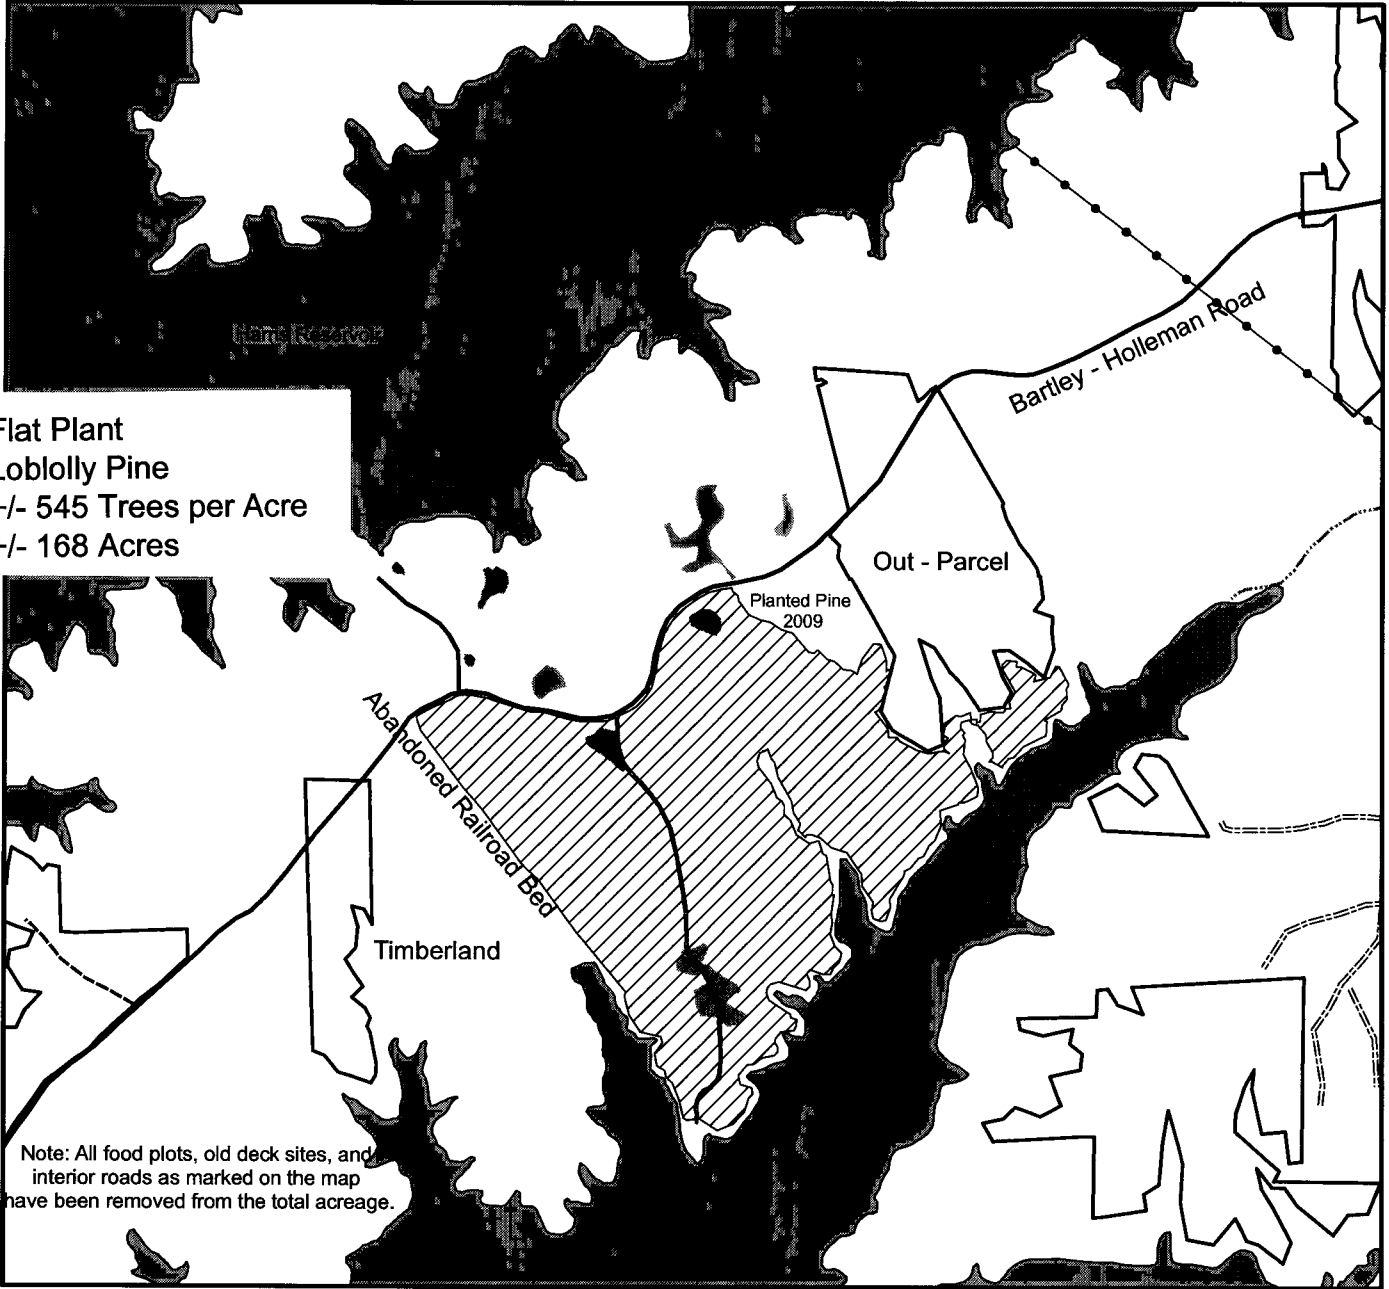 Harris Reservoir
Flat Plant
Loblolly Pine
+/- 545 Trees per Acre
+/- 168 Acres
Bartley - Holleman Road
Out - Parcel
Planted Pine
2009
Abandoned Railroad Bed
Timberland
Note: All food plots, old deck sites, and
interior roads as marked on the map
have been removed from the total acreage.